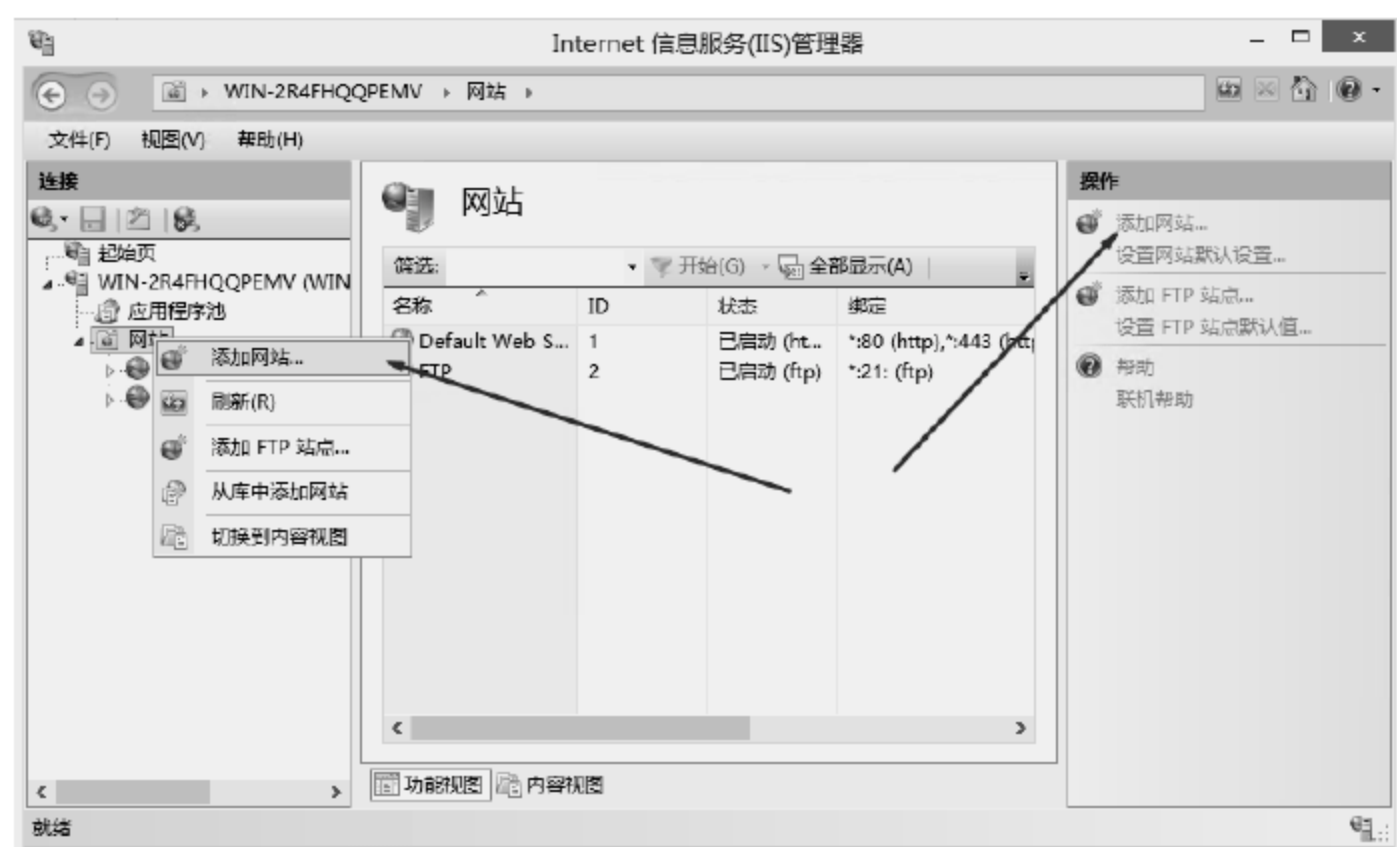 Internet 信息服务(IIS)管理器
WIN-2R4FHQQPEMV 网站
文件(F) 视图(V) 帮助(H)
连接
起始页
WIN-2R4FHQQPEMV (WIN
应用程序池
网站
添加网站...
刷新(R)
添加 FTP 站点...
从库中添加网站
切换到内容视图
网站
筛选: 开始(G) 全部显示(A)
名称 ID 状态 绑定
Default Web S... 1 已启动 (ht... *:80 (http),*:443 (http
FTP 2 已启动 (ftp) *:21: (ftp)
功能视图 内容视图
操作
添加网站...
设置网站默认设置...
添加 FTP 站点...
设置 FTP 站点默认值...
帮助
联机帮助
就绪